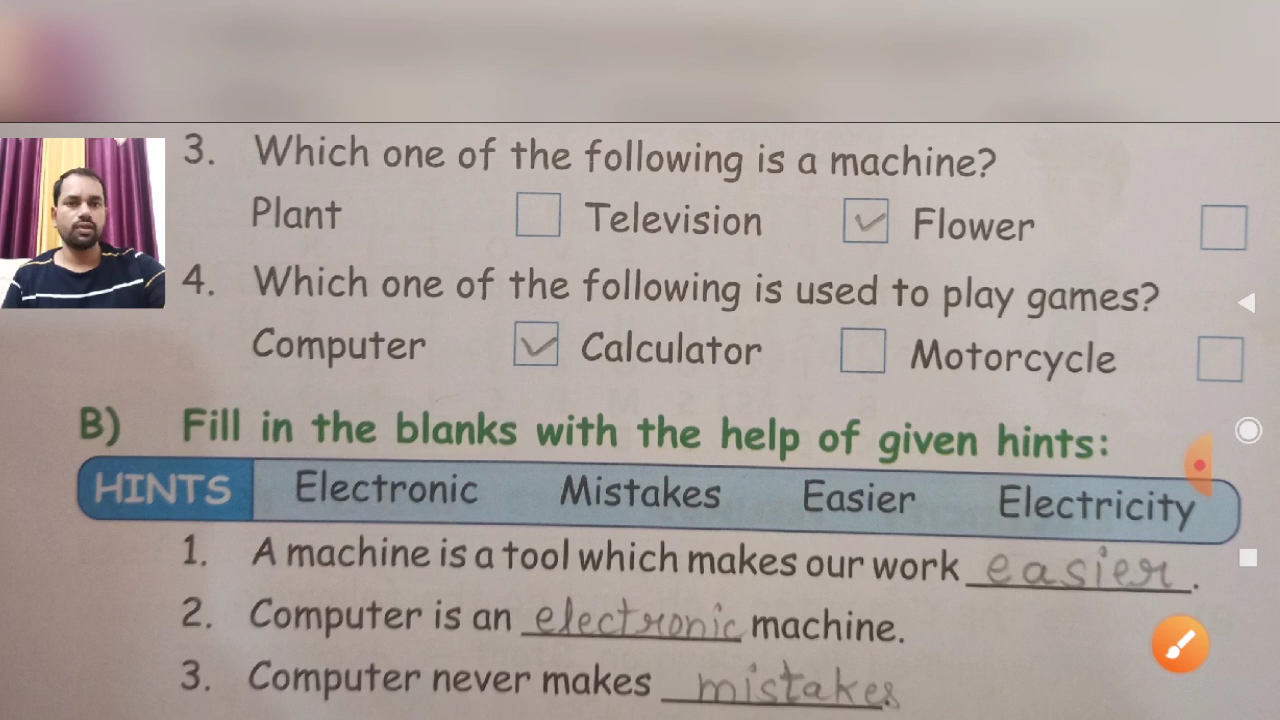 3. Which one of the following is a machine?
Plant Television Flower
4. Which one of the following is used to play games?
Computer Calculator Motorcycle
B) Fill in the blanks with the help of given hints:
HINTS Electronic Mistakes Easier Electricity
1. A machine is a tool which makes our work easier.
2. Computer is an electronic machine.
3. Computer never makes mistakes.